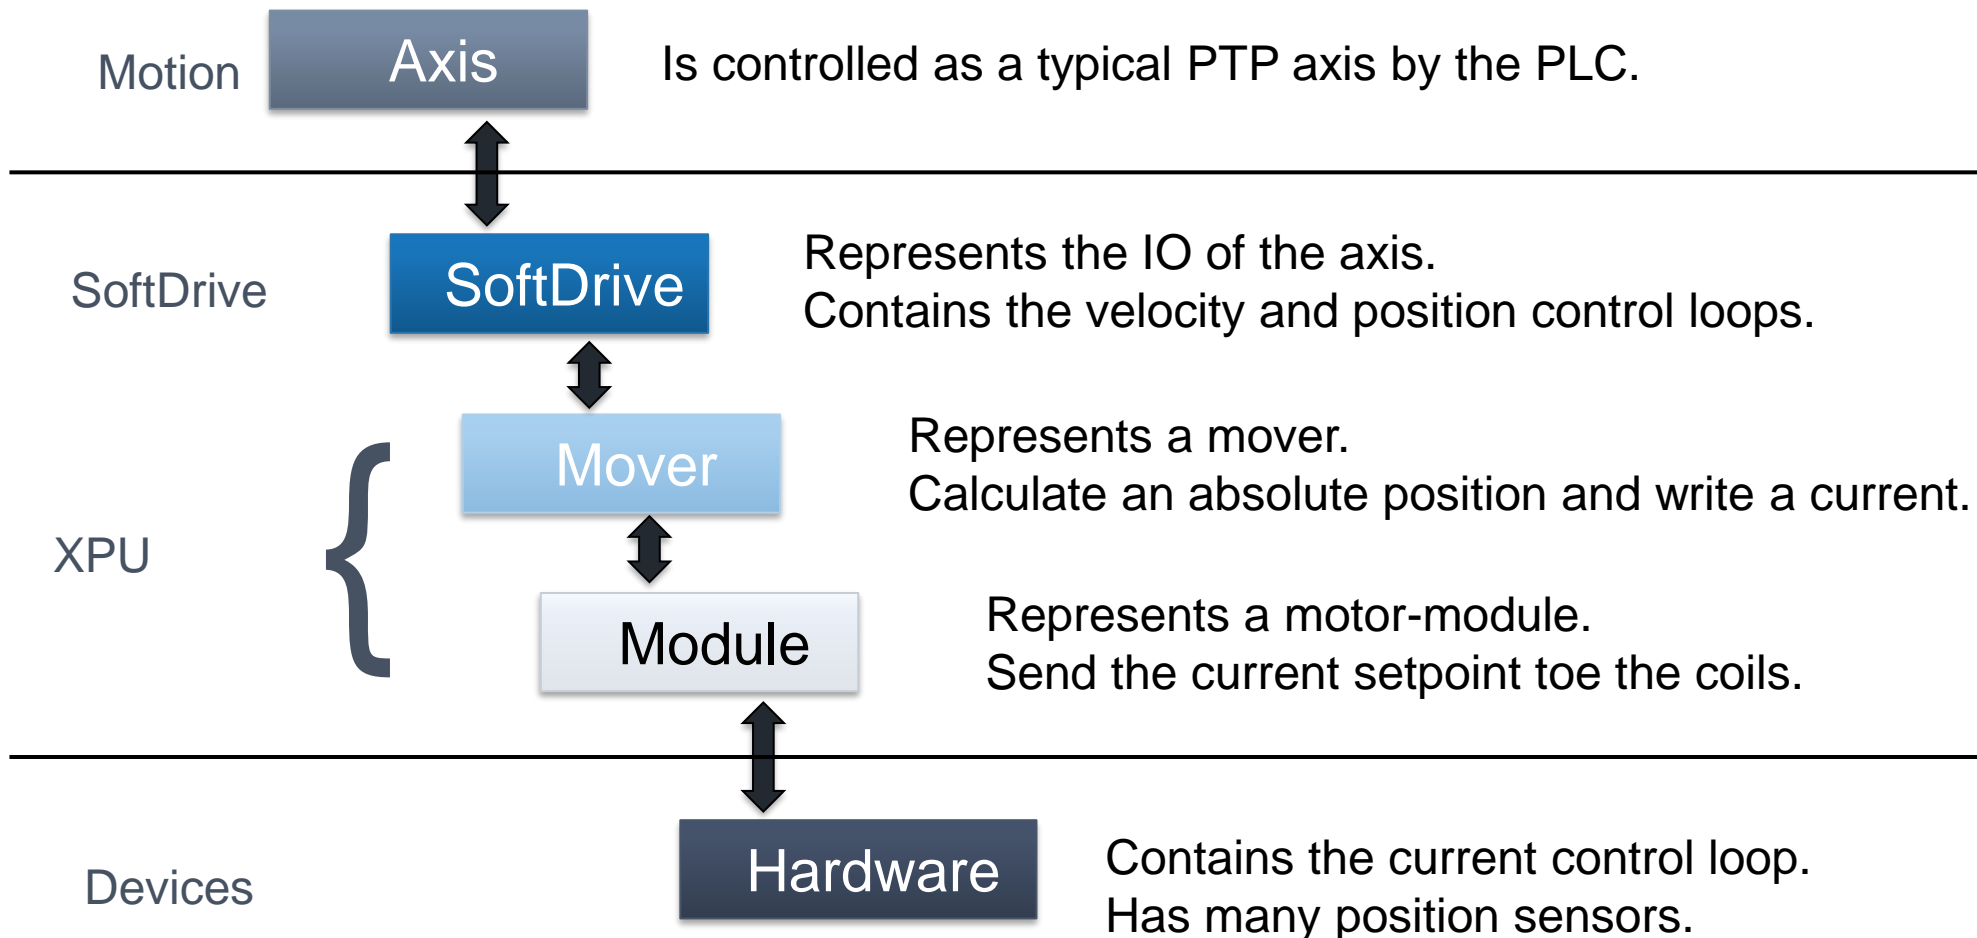 Motion
Axis
Is controlled as a typical PTP axis by the PLC.
SoftDrive
SoftDrive
Represents the IO of the axis.
Contains the velocity and position control loops.
Mover
Represents a mover.
Calculate an absolute position and write a current.
XPU
{
Module
Represents a motor-module.
Send the current setpoint toe the coils.
Devices
Hardware
Contains the current control loop.
Has many position sensors.